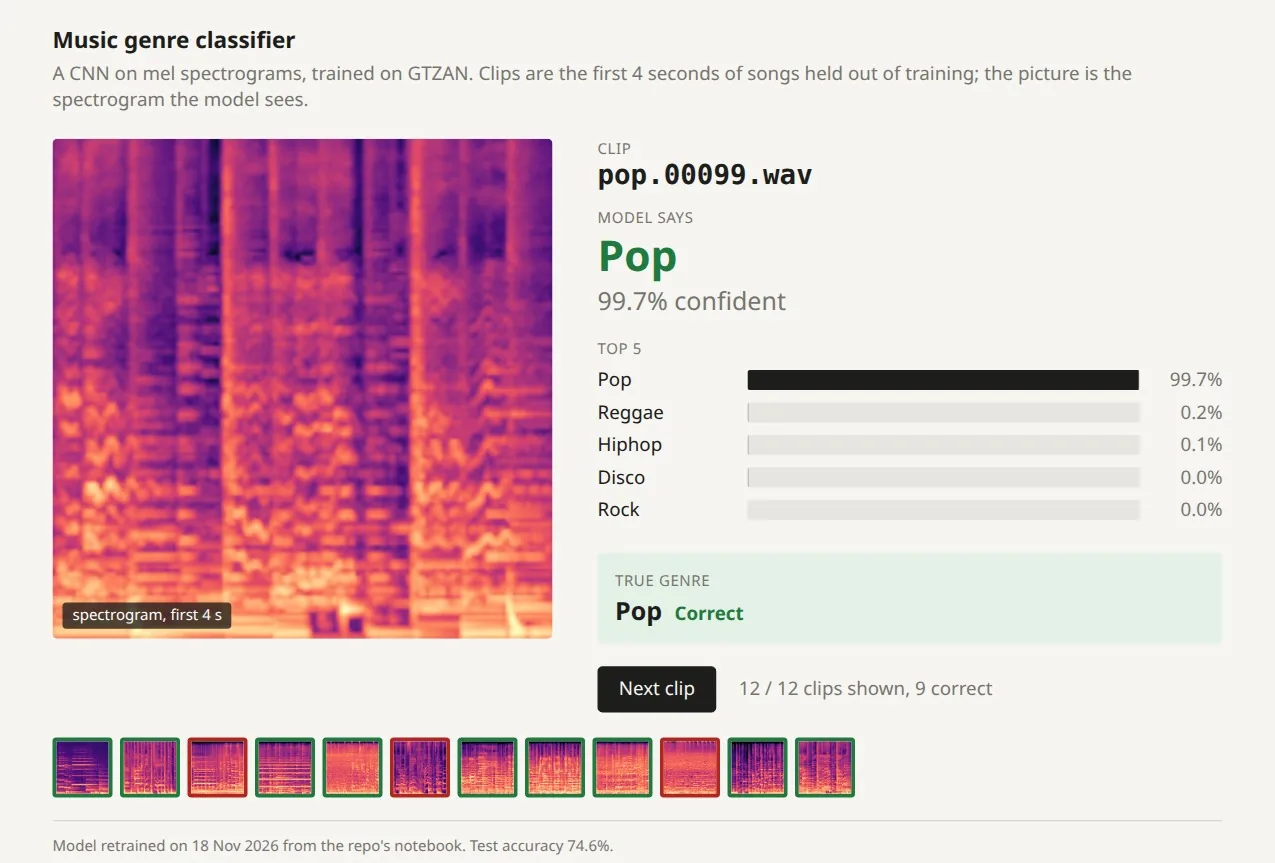 Music genre classifier
A CNN on mel spectrograms, trained on GTZAN. Clips are the first 4 seconds of songs held out of training; the picture is the
spectrogram the model sees.
spectrogram, first 4 s
CLIP
pop.00099.wav
MODEL SAYS
Pop
99.7% confident
TOP 5
Pop 99.7%
Reggae 0.2%
Hiphop 0.1%
Disco 0.0%
Rock 0.0%
TRUE GENRE
Pop Correct
Next clip 12 / 12 clips shown, 9 correct
Model retrained on 18 Nov 2026 from the repo's notebook. Test accuracy 74.6%.